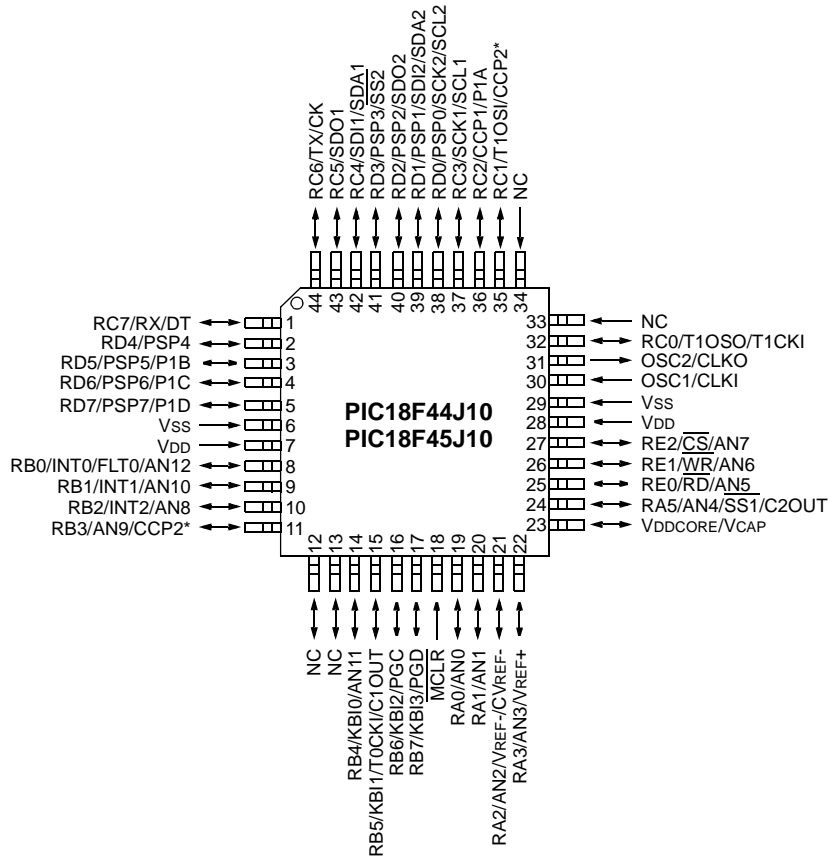 RC6/TX/CK
RC5/SDO1
RC4/SDI1/SDA1
RD3/PSP3/SS2
RD2/PSP2/SDO2
RD1/PSP1/SDI2/SDA2
RD0/PSP0/SCK2/SCL2
RC3/SCK1/SCL1
RC2/CCP1/P1A
RC1/T1OSI/CCP2*
NC
44
43
42
41
40
39
38
37
36
35
34
RC7/RX/DT
RD4/PSP4
RD5/PSP5/P1B
RD6/PSP6/P1C
RD7/PSP7/P1D
VSS
VDD
RB0/INT0/FLT0/AN12
RB1/INT1/AN10
RB2/INT2/AN8
RB3/AN9/CCP2*
1
2
3
4
5
6
7
8
9
10
11
PIC18F44J10
PIC18F45J10
33
32
31
30
29
28
27
26
25
24
23
NC
RC0/T1OSO/T1CKI
OSC2/CLKO
OSC1/CLKI
VSS
VDD
RE2/CS/AN7
RE1/WR/AN6
RE0/RD/AN5
RA5/AN4/SS1/C2OUT
VDDCORE/VCAP
12
13
14
15
16
17
18
19
20
21
22
NC
NC
RB4/KBI0/AN11
RB5/KBI1/T0CKI/C1OUT
RB6/KBI2/PGC
RB7/KBI3/PGD
MCLR
RA0/AN0
RA1/AN1
RA2/AN2/VREF-/CVREF-
RA3/AN3/VREF+